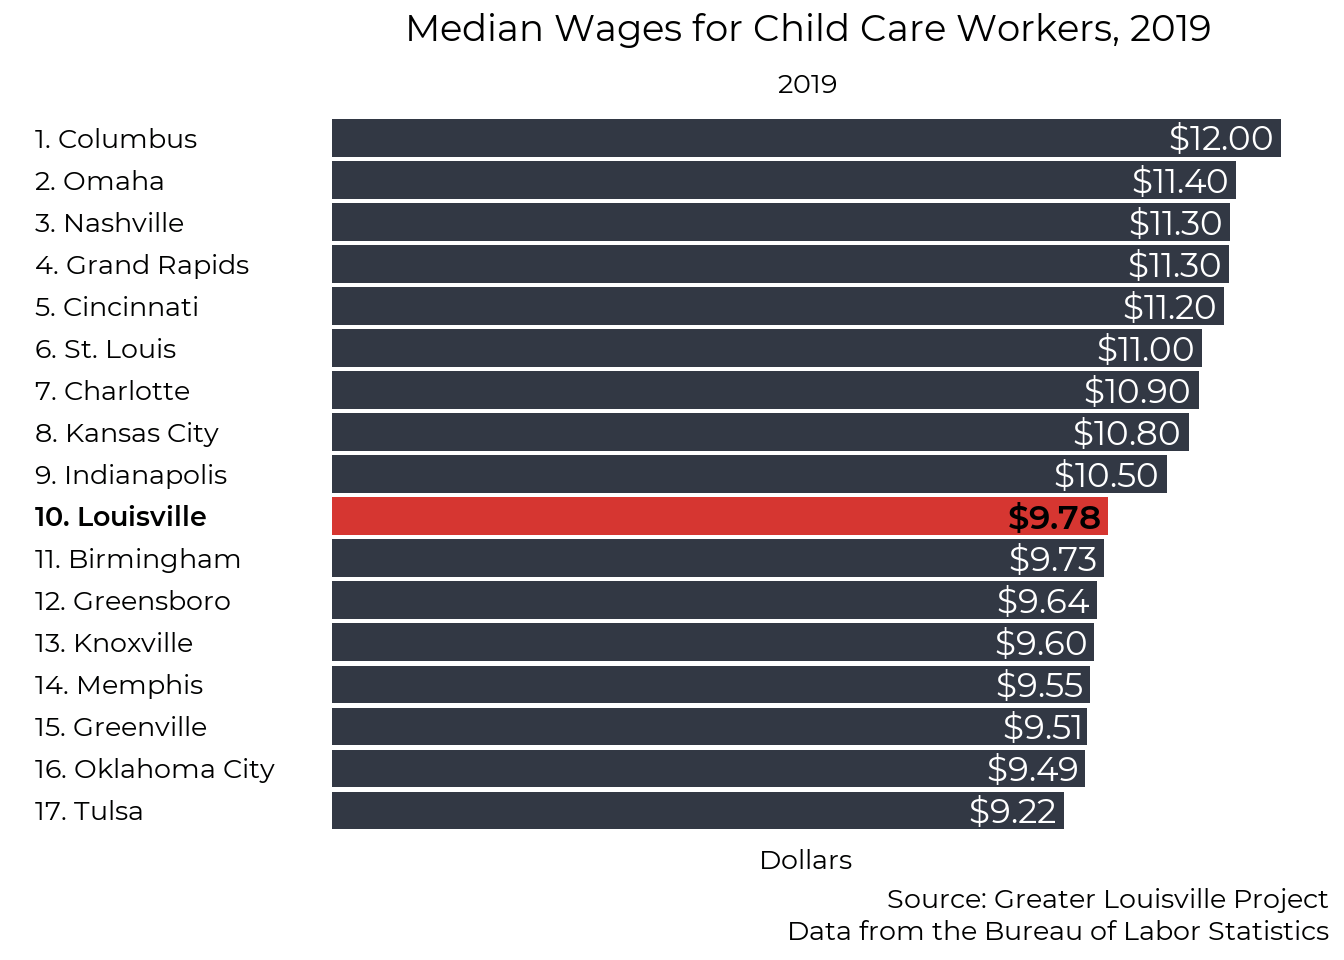 Median Wages for Child Care Workers, 2019
2019
1. Columbus $12.00
2. Omaha $11.40
3. Nashville $11.30
4. Grand Rapids $11.30
5. Cincinnati $11.20
6. St. Louis $11.00
7. Charlotte $10.90
8. Kansas City $10.80
9. Indianapolis $10.50
10. Louisville $9.78
11. Birmingham $9.73
12. Greensboro $9.64
13. Knoxville $9.60
14. Memphis $9.55
15. Greenville $9.51
16. Oklahoma City $9.49
17. Tulsa $9.22
Dollars
Source: Greater Louisville Project
Data from the Bureau of Labor Statistics